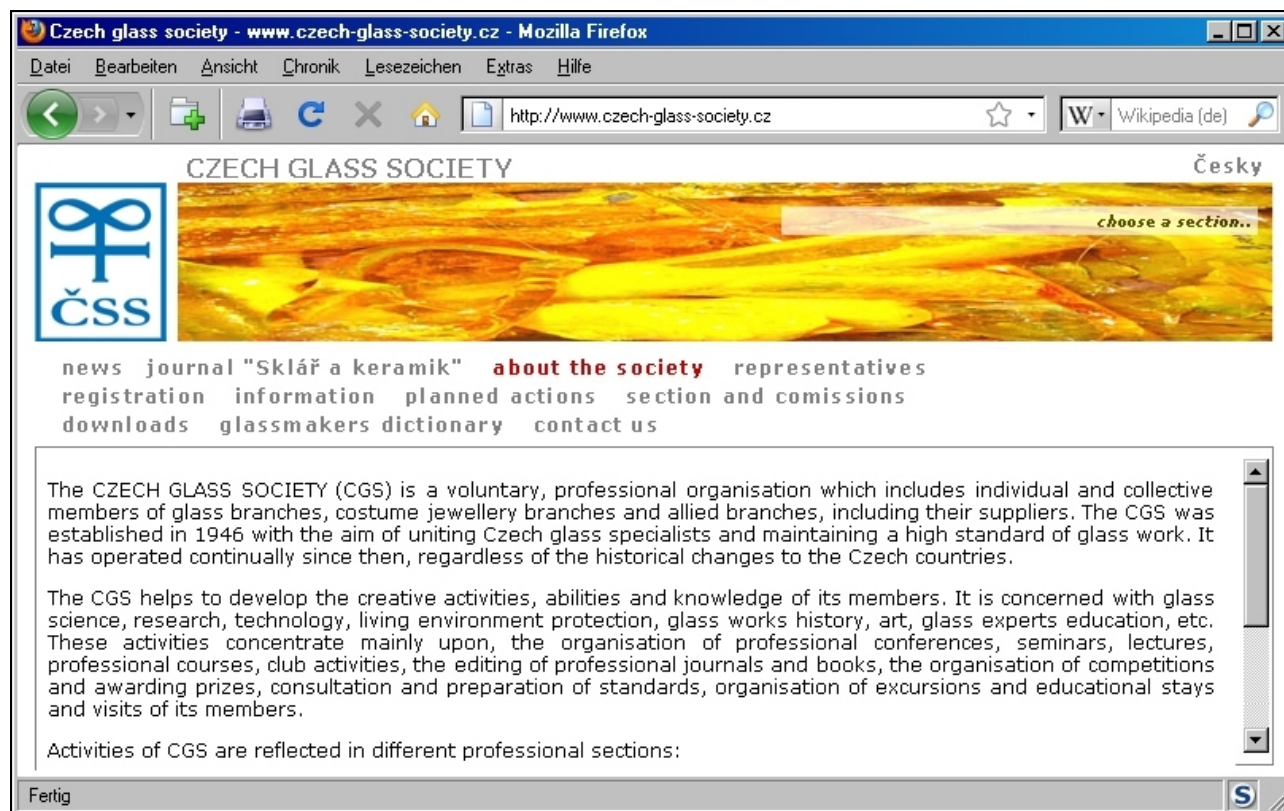 Czech glass society - www.czech-glass-society.cz - Mozilla Firefox
Datei Bearbeiten Ansicht Chronik Lesezeichen Extras Hilfe
http://www.czech-glass-society.cz W Wikipedia (de)
CZECH GLASS SOCIETY Česky
choose a section..
ČSS
news journal "Sklář a keramik" about the society representatives
registration information planned actions section and comissions
downloads glassmakers dictionary contact us
The CZECH GLASS SOCIETY (CGS) is a voluntary, professional organisation which includes individual and collective
members of glass branches, costume jewellery branches and allied branches, including their suppliers. The CGS was
established in 1946 with the aim of uniting Czech glass specialists and maintaining a high standard of glass work. It
has operated continually since then, regardless of the historical changes to the Czech countries.
The CGS helps to develop the creative activities, abilities and knowledge of its members. It is concerned with glass
science, research, technology, living environment protection, glass works history, art, glass experts education, etc.
These activities concentrate mainly upon, the organisation of professional conferences, seminars, lectures,
professional courses, club activities, the editing of professional journals and books, the organisation of competitions
and awarding prizes, consultation and preparation of standards, organisation of excursions and educational stays
and visits of its members.
Activities of CGS are reflected in different professional sections:
Fertig S